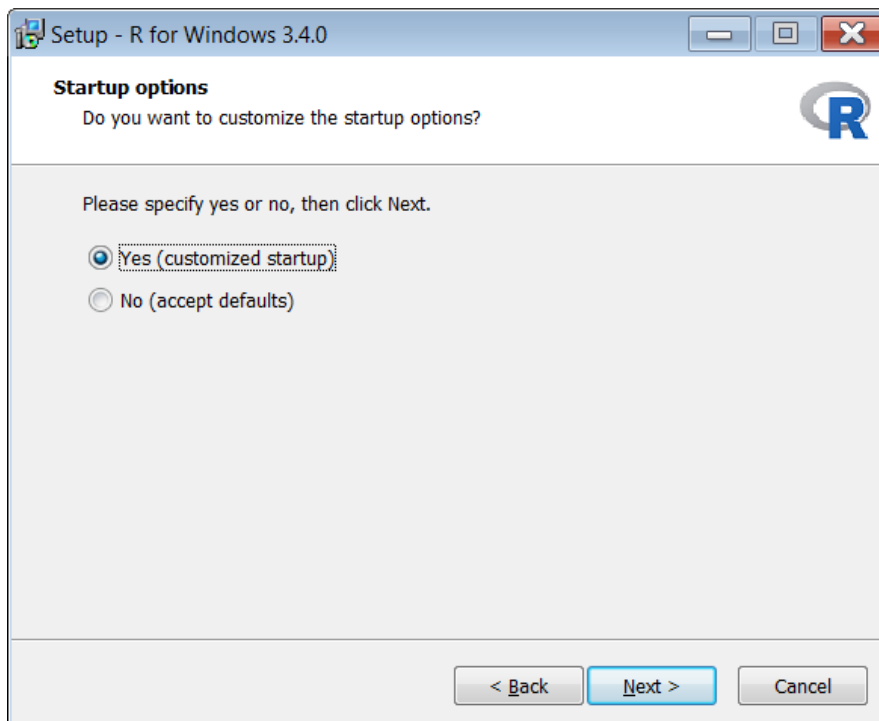 Setup - R for Windows 3.4.0
Startup options
Do you want to customize the startup options?
R
Please specify yes or no, then click Next.
Yes (customized startup)
No (accept defaults)
< Back
Next >
Cancel